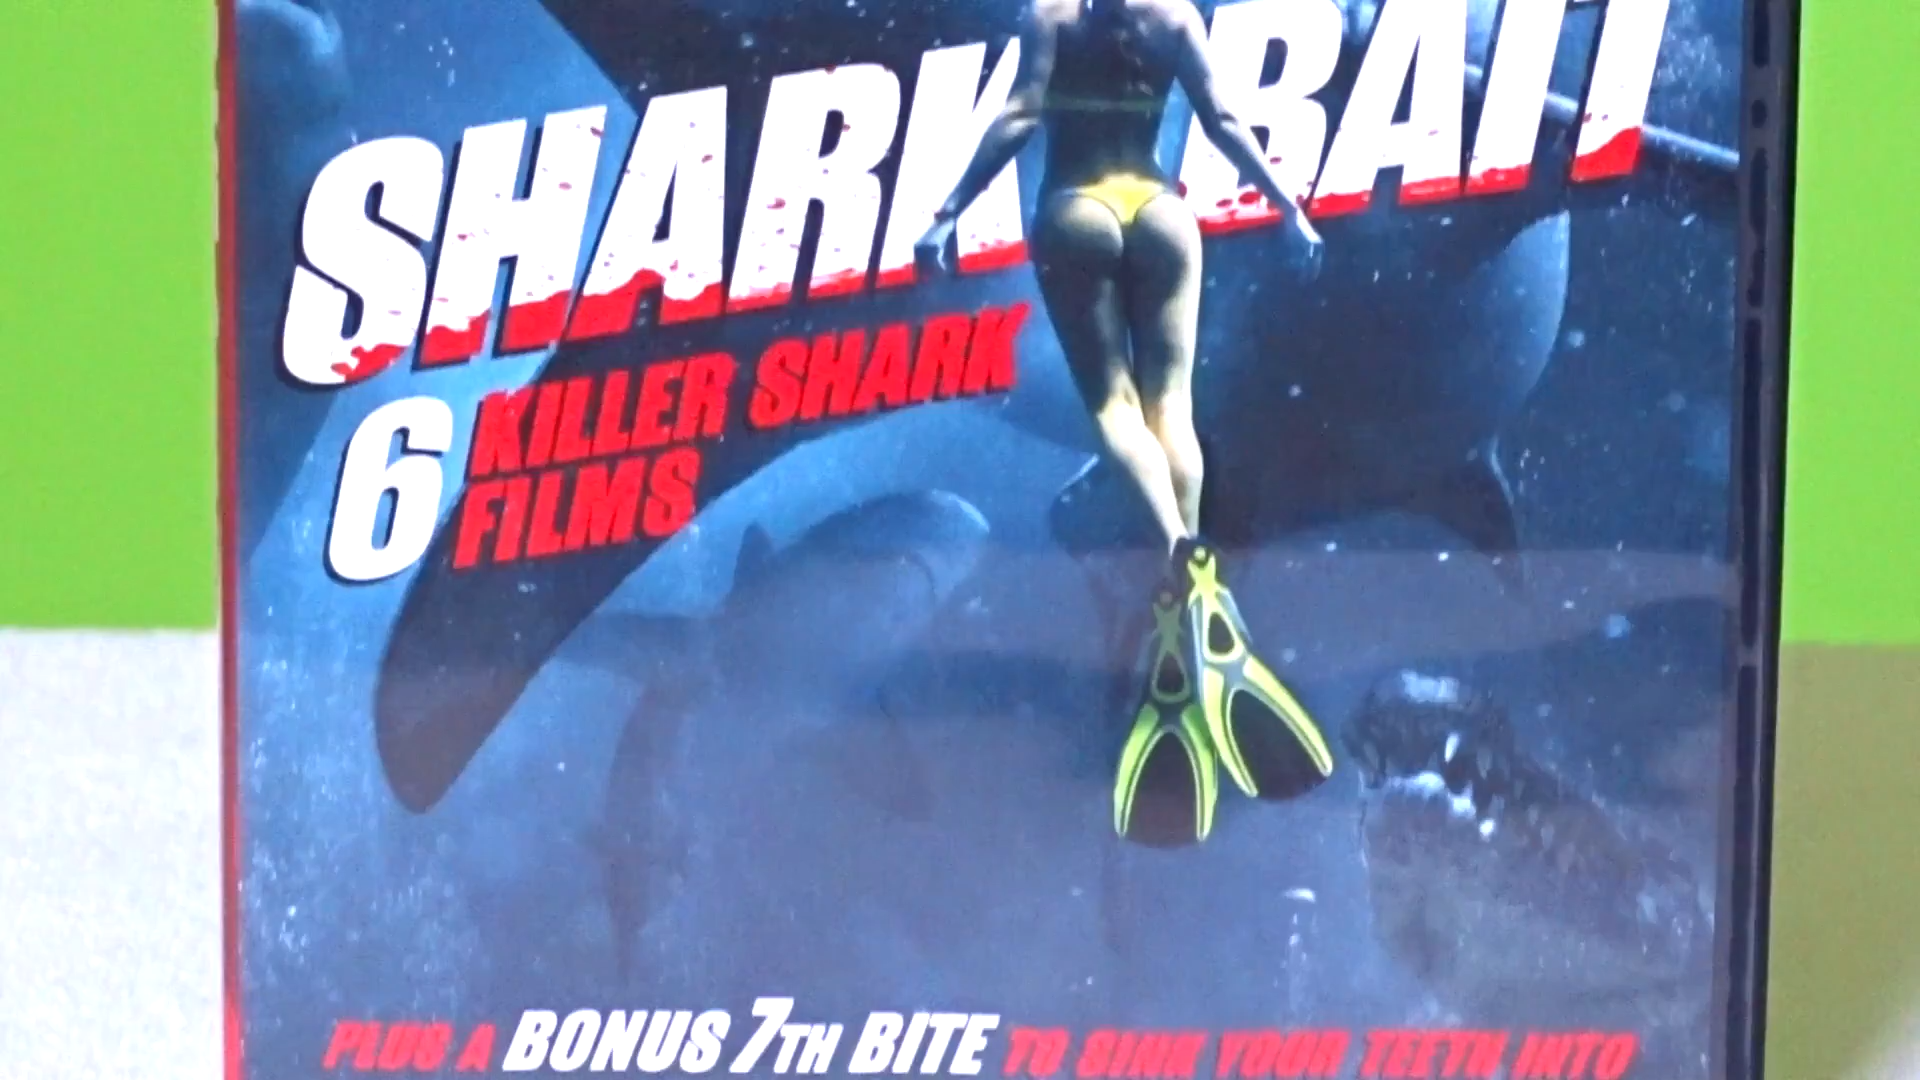 SHARK BAIT
6 KILLER SHARK
FILMS
PLUS A BONUS 7TH BITE TO SINK YOUR TEETH INTO